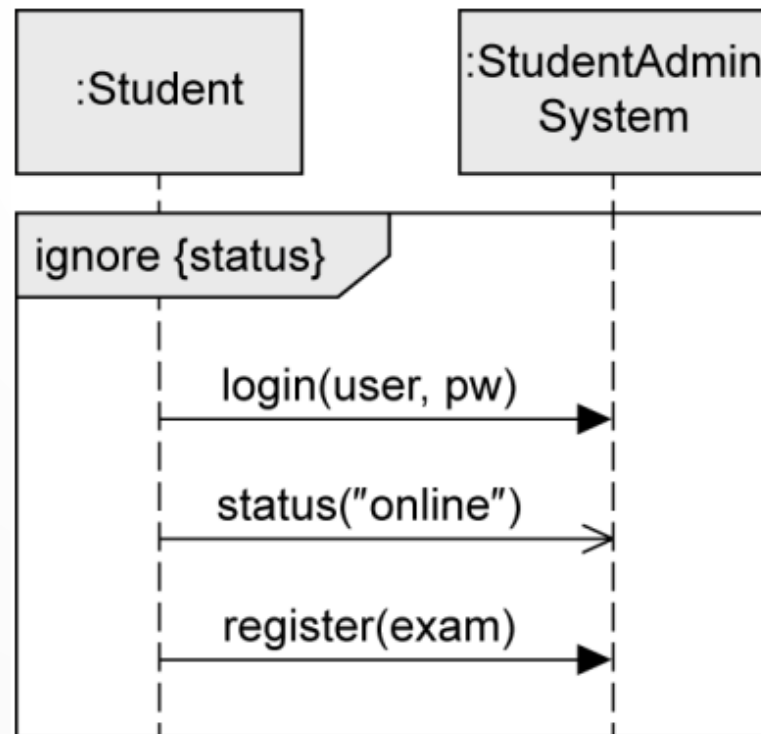 :Student
:StudentAdmin
System
ignore {status}
login(user, pw)
status("online")
register(exam)